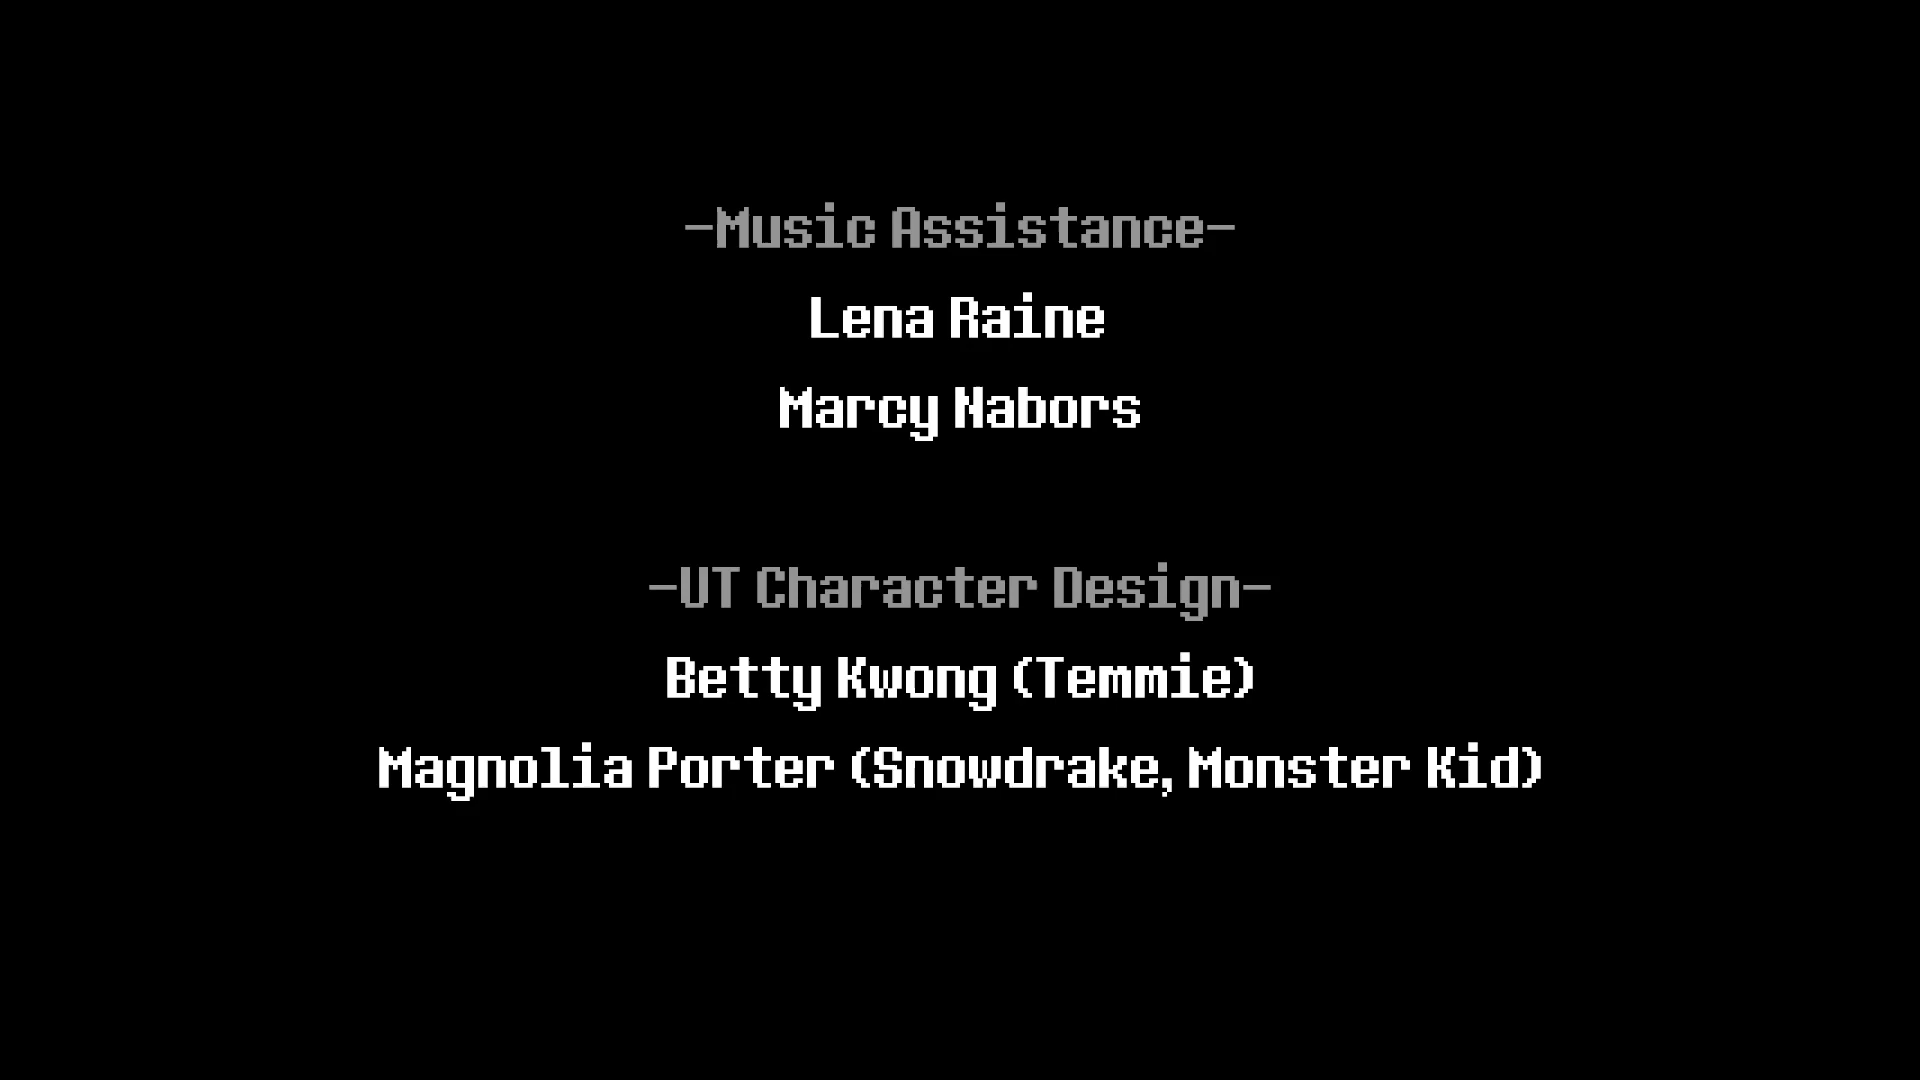 -Music Assistance-
Lena Raine
Marcy Nabors
-UT Character Design-
Betty Kwong (Temmie)
Magnolia Porter (Snowdrake, Monster Kid)